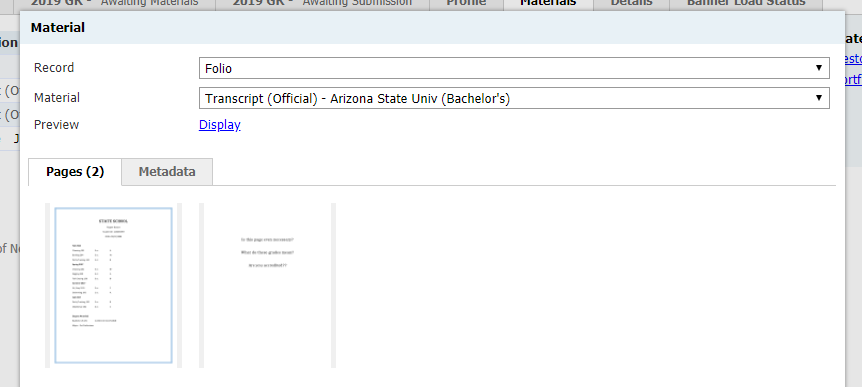 2019 GR - Awaiting Materials 2019 GR - Awaiting Submission Profile Materials Details Banner Load Status
Material
Record Folio
Material Transcript (Official) - Arizona State Univ (Bachelor's)
Preview Display
Pages (2) Metadata
STATE SCHOOL
Is this page even necessary?
What do these grades mean?
Are you accredited??